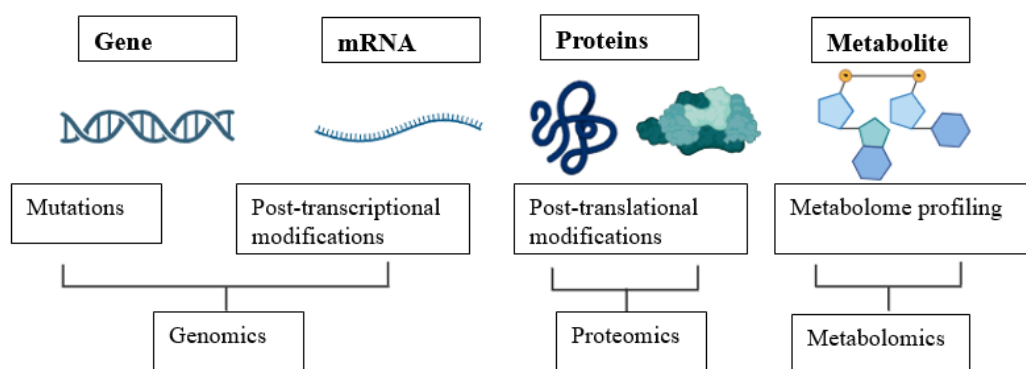 Gene
mRNA
Proteins
Metabolite
Mutations
Post-transcriptional
modifications
Post-translational
modifications
Metabolome profiling
Genomics
Proteomics
Metabolomics